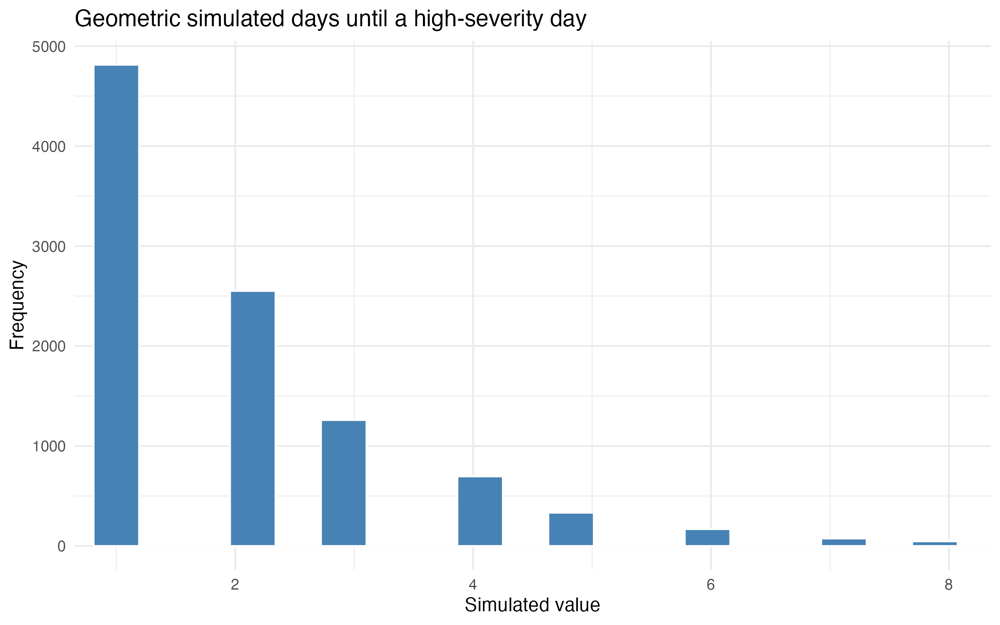 Geometric simulated days until a high-severity day
5000
4000
3000
2000
1000
0
Frequency
2 4 6 8
Simulated value